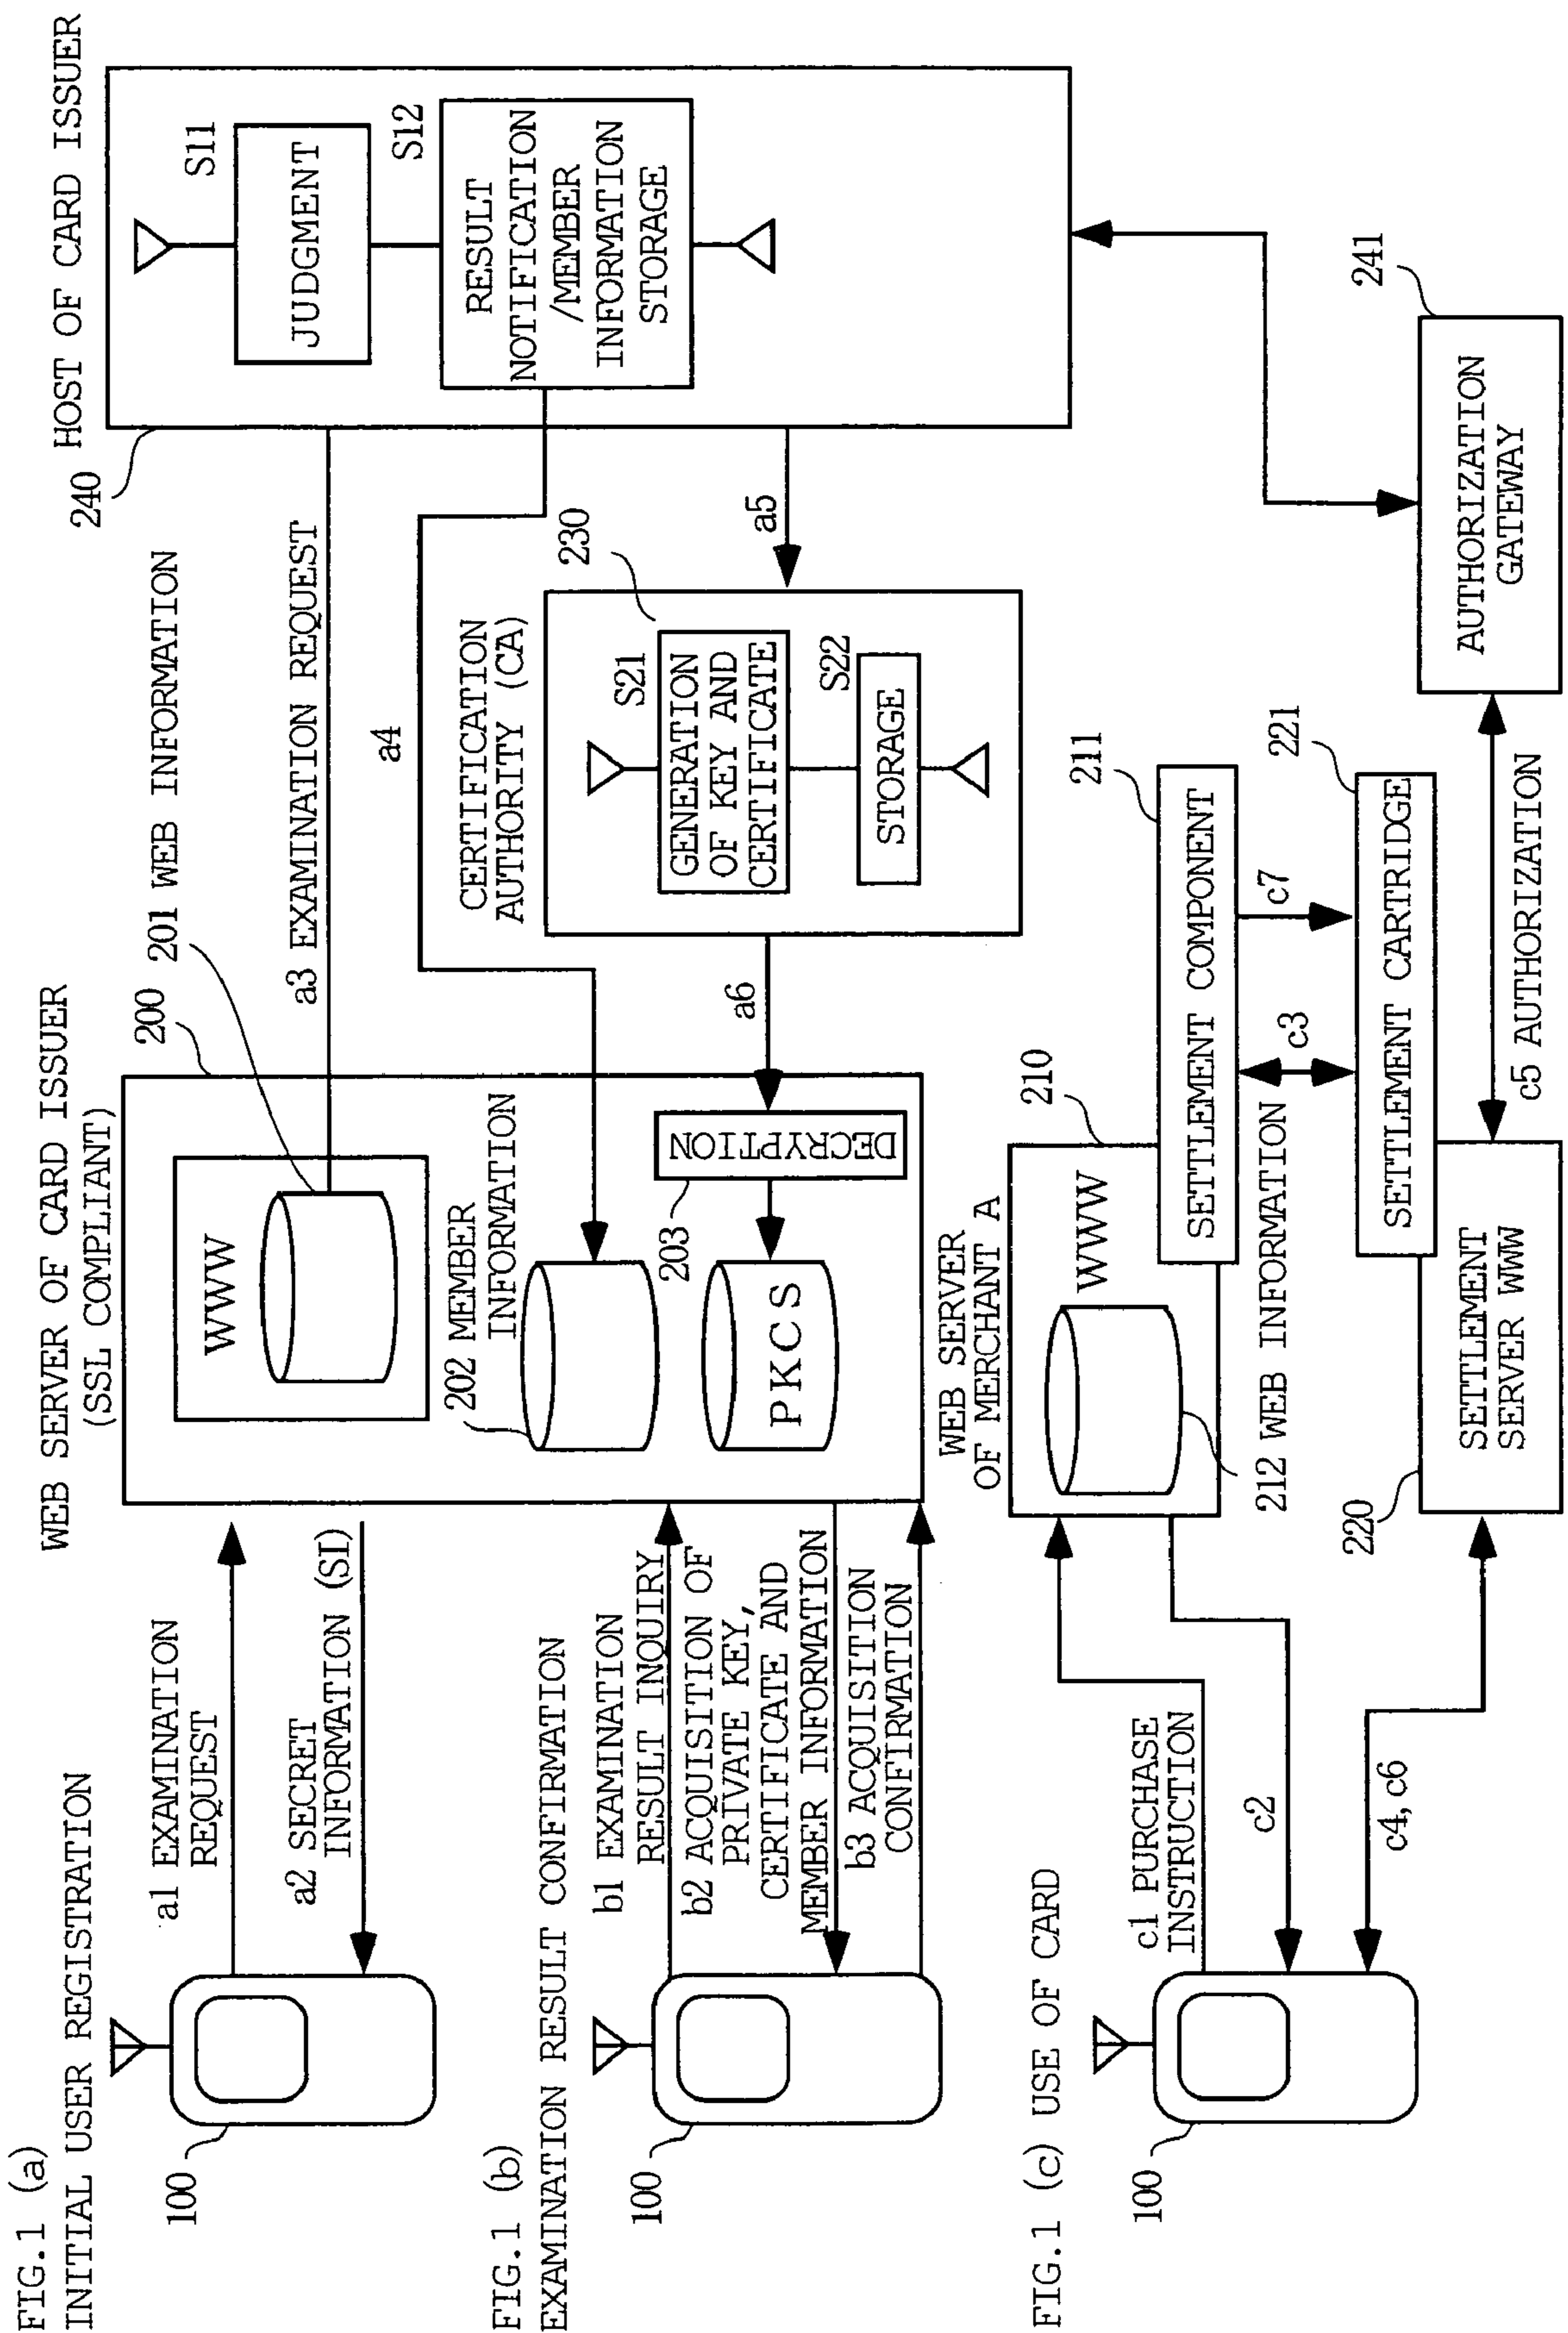 FIG.1 (a)
INITIAL USER REGISTRATION
100
a1 EXAMINATION
REQUEST
a2 SECRET
INFORMATION (SI)
WEB SERVER OF CARD ISSUER
(SSL COMPLIANT)
200
WWW
201 WEB INFORMATION
a3 EXAMINATION REQUEST
202 MEMBER
INFORMATION
203
DECRYPTION
PKCS
a4
CERTIFICATION
AUTHORITY (CA)
230
S21
GENERATION
OF KEY AND
CERTIFICATE
S22
STORAGE
a5
a6
HOST OF CARD ISSUER
240
S11
JUDGMENT
S12
RESULT
NOTIFICATION
/MEMBER
INFORMATION
STORAGE
FIG.1 (b)
EXAMINATION RESULT CONFIRMATION
100
b1 EXAMINATION
RESULT INQUIRY
b2 ACQUISITION OF
PRIVATE KEY,
CERTIFICATE AND
MEMBER INFORMATION
b3 ACQUISITION
CONFIRMATION
FIG.1 (c) USE OF CARD
100
c1 PURCHASE
INSTRUCTION
c2
c4, c6
WEB SERVER
OF MERCHANT A
210
WWW
212 WEB INFORMATION
211
SETTLEMENT COMPONENT
c3
c7
221
SETTLEMENT CARTRIDGE
220
SETTLEMENT
SERVER WWW
c5 AUTHORIZATION
241
AUTHORIZATION
GATEWAY